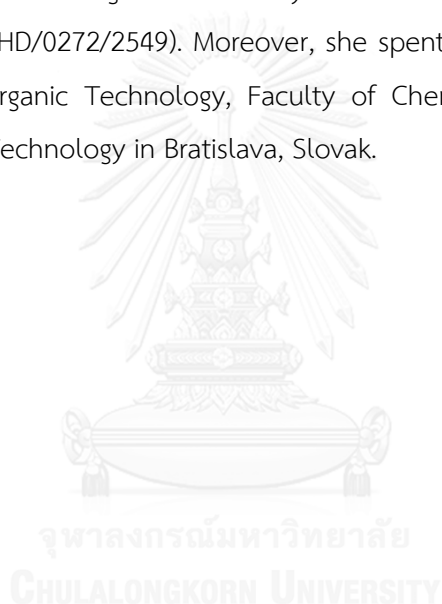 HD/0272/2549). Moreover, she spent
rganic Technology, Faculty of Chem
echnology in Bratislava, Slovak.
จุฬาลงกรณ์มหาวิทยาลัย
CHULALONGKORN UNIVERSITY